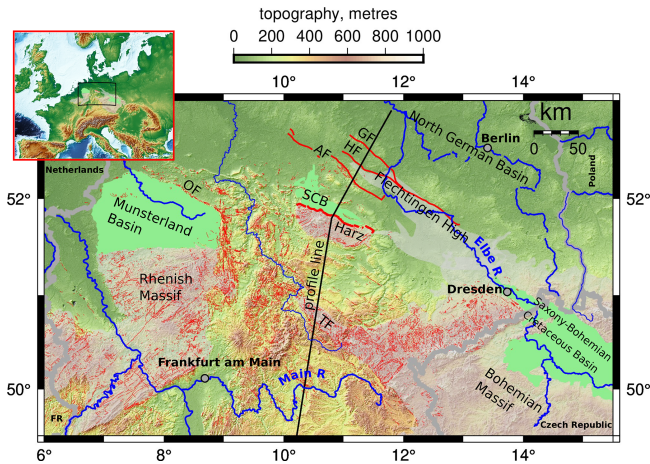 topography, metres
0 200 400 600 800 1000
10° 12° 14°
km
0 50
North German Basin
Berlin
Poland
GF
HF
AF
Netherlands
OF
Flechtingen High
52°
52°
SCB
Munsterland
Basin
Harz
Elbe R.
profile line
Rhenish
Massif
Dresden
Saxony-Bohemian
Cretaceous Basin
TF
Frankfurt am Main
Main R
50°
50°
Bohemian
Massif
FR
Czech Republic
6° 8° 10° 12° 14°